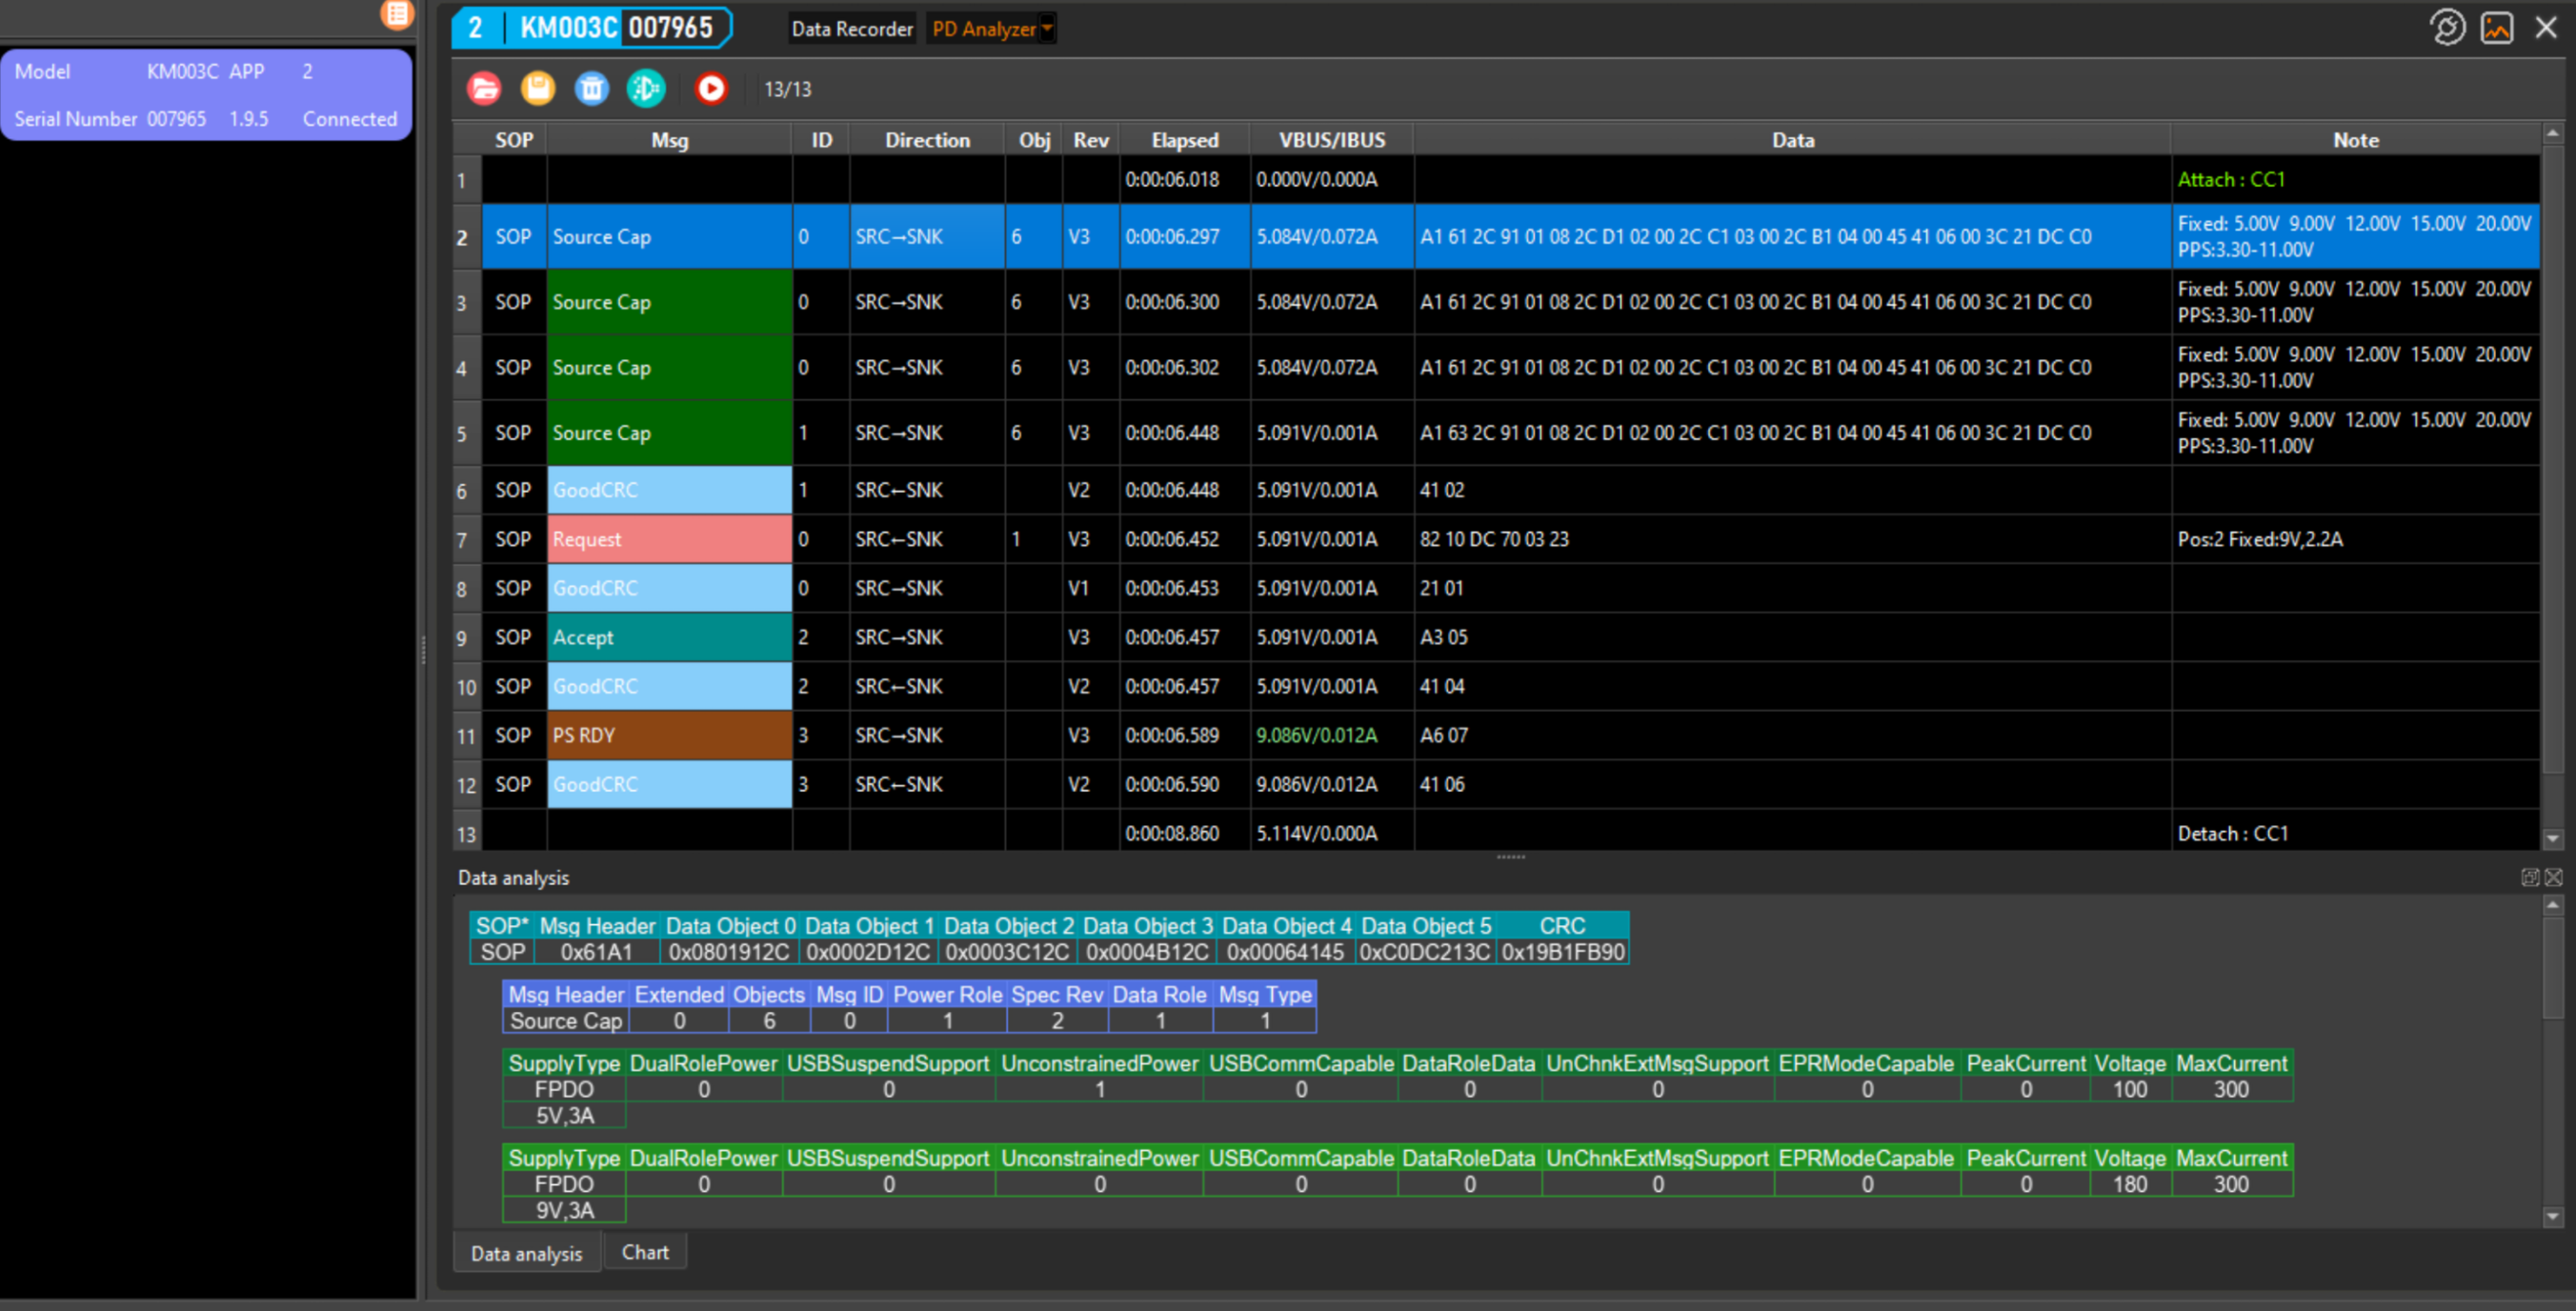 2 KM003C 007965 Data Recorder PD Analyzer
Model KM003C APP 2
Serial Number 007965 1.9.5 Connected
13/13
SOP Msg ID Direction Obj Rev Elapsed VBUS/IBUS Data Note
1 0:00:06.018 0.000V/0.000A Attach : CC1
2 SOP Source Cap 0 SRC→SNK 6 V3 0:00:06.297 5.084V/0.072A A1 61 2C 91 01 08 2C D1 02 00 2C C1 03 00 2C B1 04 00 45 41 06 00 3C 21 DC C0 Fixed: 5.00V 9.00V 12.00V 15.00V 20.00V
PPS:3.30-11.00V
3 SOP Source Cap 0 SRC→SNK 6 V3 0:00:06.300 5.084V/0.072A A1 61 2C 91 01 08 2C D1 02 00 2C C1 03 00 2C B1 04 00 45 41 06 00 3C 21 DC C0 Fixed: 5.00V 9.00V 12.00V 15.00V 20.00V
PPS:3.30-11.00V
4 SOP Source Cap 0 SRC→SNK 6 V3 0:00:06.302 5.084V/0.072A A1 61 2C 91 01 08 2C D1 02 00 2C C1 03 00 2C B1 04 00 45 41 06 00 3C 21 DC C0 Fixed: 5.00V 9.00V 12.00V 15.00V 20.00V
PPS:3.30-11.00V
5 SOP Source Cap 1 SRC→SNK 6 V3 0:00:06.448 5.091V/0.001A A1 63 2C 91 01 08 2C D1 02 00 2C C1 03 00 2C B1 04 00 45 41 06 00 3C 21 DC C0 Fixed: 5.00V 9.00V 12.00V 15.00V 20.00V
PPS:3.30-11.00V
6 SOP GoodCRC 1 SRC←SNK V2 0:00:06.448 5.091V/0.001A 41 02
7 SOP Request 0 SRC←SNK 1 V3 0:00:06.452 5.091V/0.001A 82 10 DC 70 03 23 Pos:2 Fixed:9V,2.2A
8 SOP GoodCRC 0 SRC→SNK V1 0:00:06.453 5.091V/0.001A 21 01
9 SOP Accept 2 SRC→SNK V3 0:00:06.457 5.091V/0.001A A3 05
10 SOP GoodCRC 2 SRC←SNK V2 0:00:06.457 5.091V/0.001A 41 04
11 SOP PS RDY 3 SRC→SNK V3 0:00:06.589 9.086V/0.012A A6 07
12 SOP GoodCRC 3 SRC←SNK V2 0:00:06.590 9.086V/0.012A 41 06
13 0:00:08.860 5.114V/0.000A Detach : CC1
Data analysis
SOP* Msg Header Data Object 0 Data Object 1 Data Object 2 Data Object 3 Data Object 4 Data Object 5 CRC
SOP 0x61A1 0x0801912C 0x0002D12C 0x0003C12C 0x0004B12C 0x00064145 0xC0DC213C 0x19B1FB90
Msg Header Extended Objects Msg ID Power Role Spec Rev Data Role Msg Type
Source Cap 0 6 0 1 2 1 1
SupplyType DualRolePower USBSuspendSupport UnconstrainedPower USBCommCapable DataRoleData UnChnkExtMsgSupport EPRModeCapable PeakCurrent Voltage MaxCurrent
FPDO 0 0 1 0 0 0 0 0 100 300
5V,3A
SupplyType DualRolePower USBSuspendSupport UnconstrainedPower USBCommCapable DataRoleData UnChnkExtMsgSupport EPRModeCapable PeakCurrent Voltage MaxCurrent
FPDO 0 0 0 0 0 0 0 0 180 300
9V,3A
Data analysis Chart